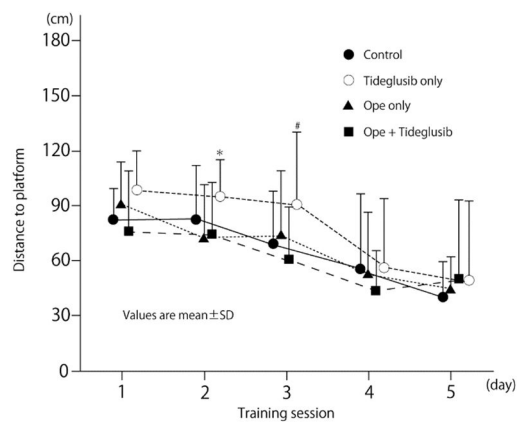 (cm)
180
150
120
90
60
30
0
Distance to platform
Control
Tideglusib only
Ope only
Ope + Tideglusib
*
#
Values are mean±SD
1 2 3 4 5 (day)
Training session